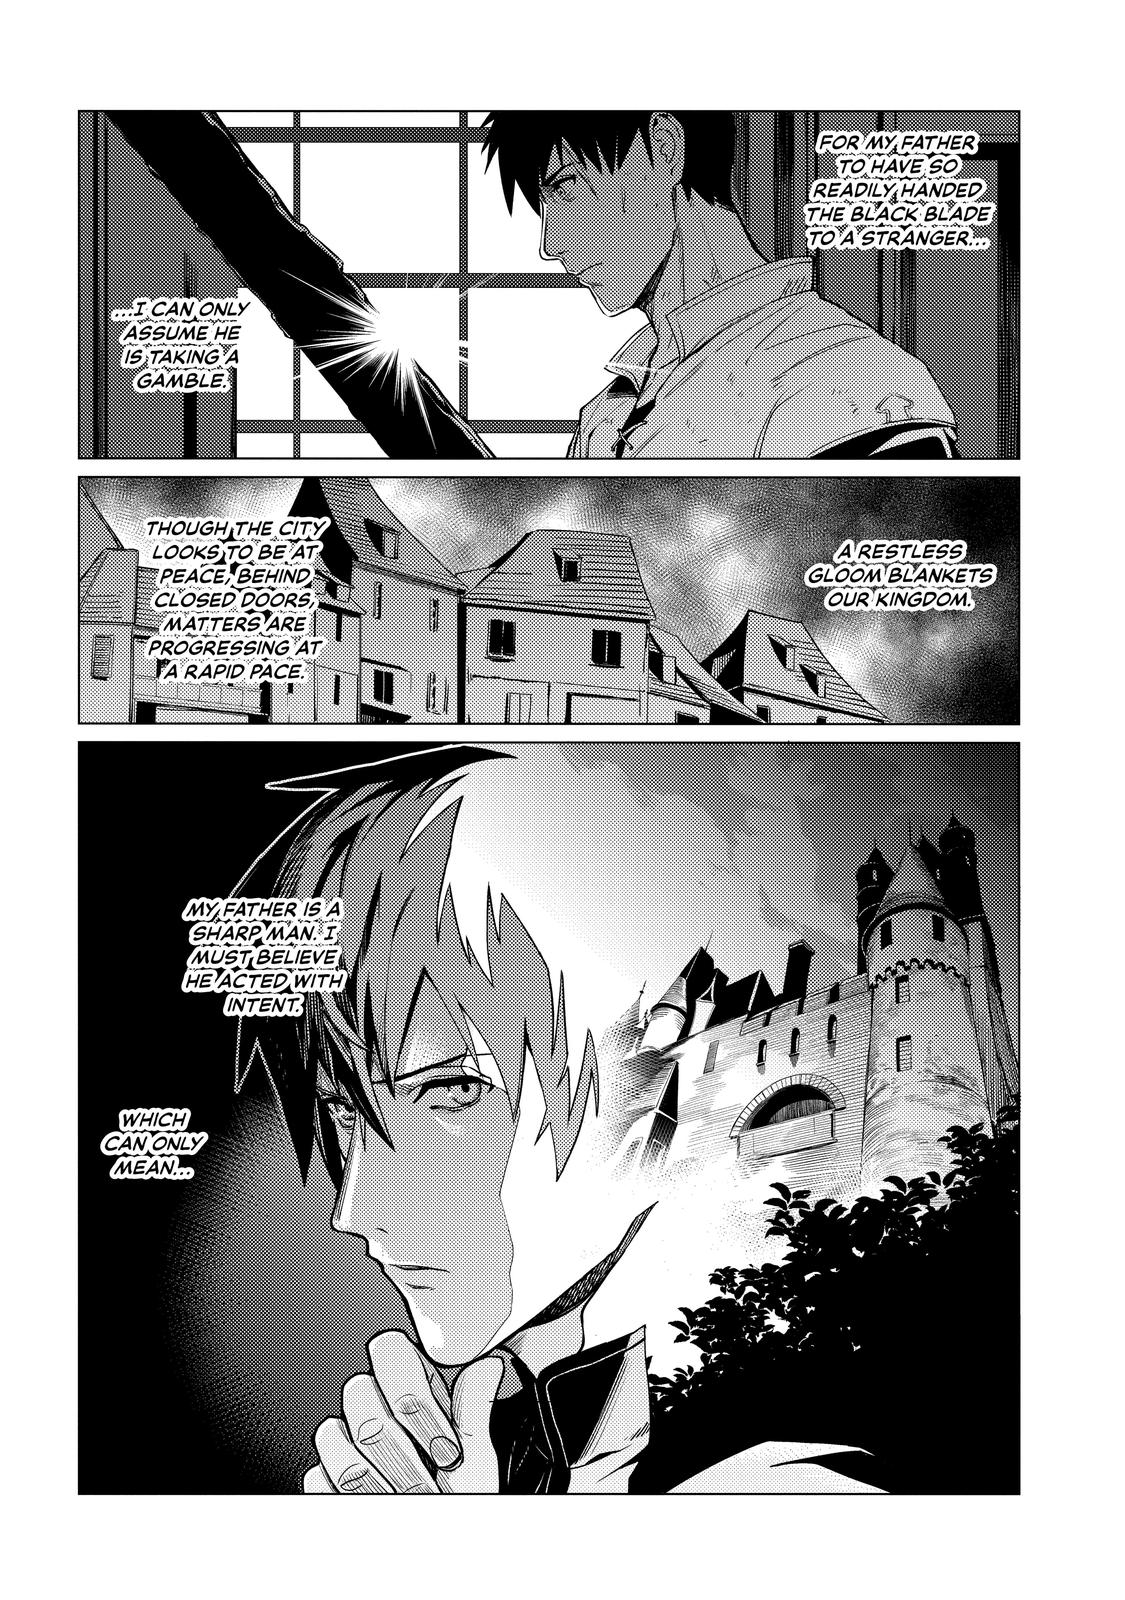 FOR MY FATHER
TO HAVE SO
READILY HANDED
THE BLACK BLADE
TO A STRANGER...
...I CAN ONLY
ASSUME HE
IS TAKING A
GAMBLE.
THOUGH THE CITY
LOOKS TO BE AT
PEACE, BEHIND
CLOSED DOORS,
MATTERS ARE
PROGRESSING AT
A RAPID PACE.
A RESTLESS
GLOOM BLANKETS
OUR KINGDOM.
MY FATHER IS A
SHARP MAN. I
MUST BELIEVE
HE ACTED WITH
INTENT.
WHICH
CAN ONLY
MEAN...